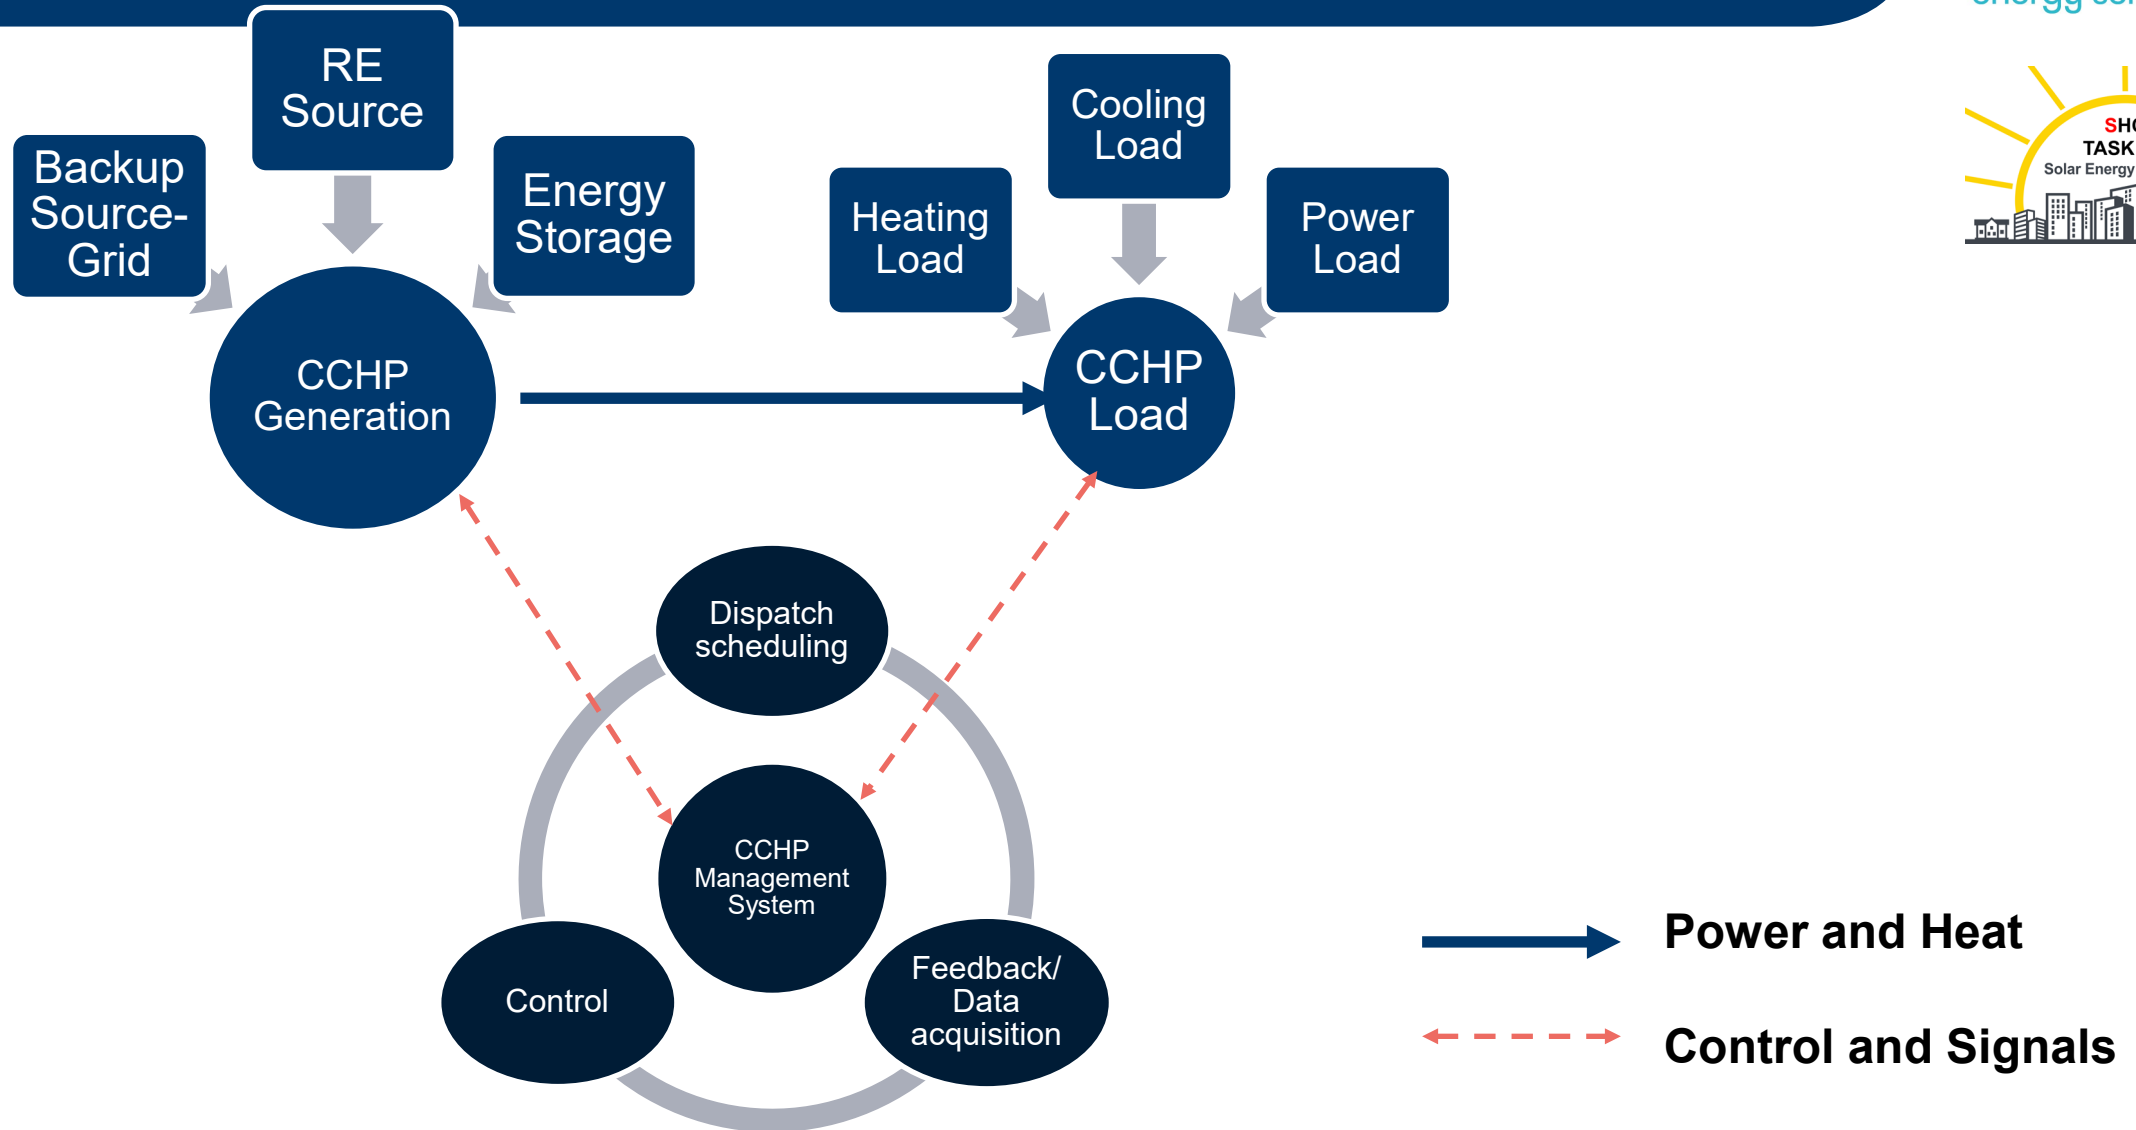 RE
Source
Backup
Source-
Grid
Energy
Storage
CCHP
Generation
Cooling
Load
Heating
Load
Power
Load
CCHP
Load
Dispatch
scheduling
CCHP
Management
System
Control
Feedback/
Data
acquisition
Power and Heat
Control and Signals
TASK
Solar Energy